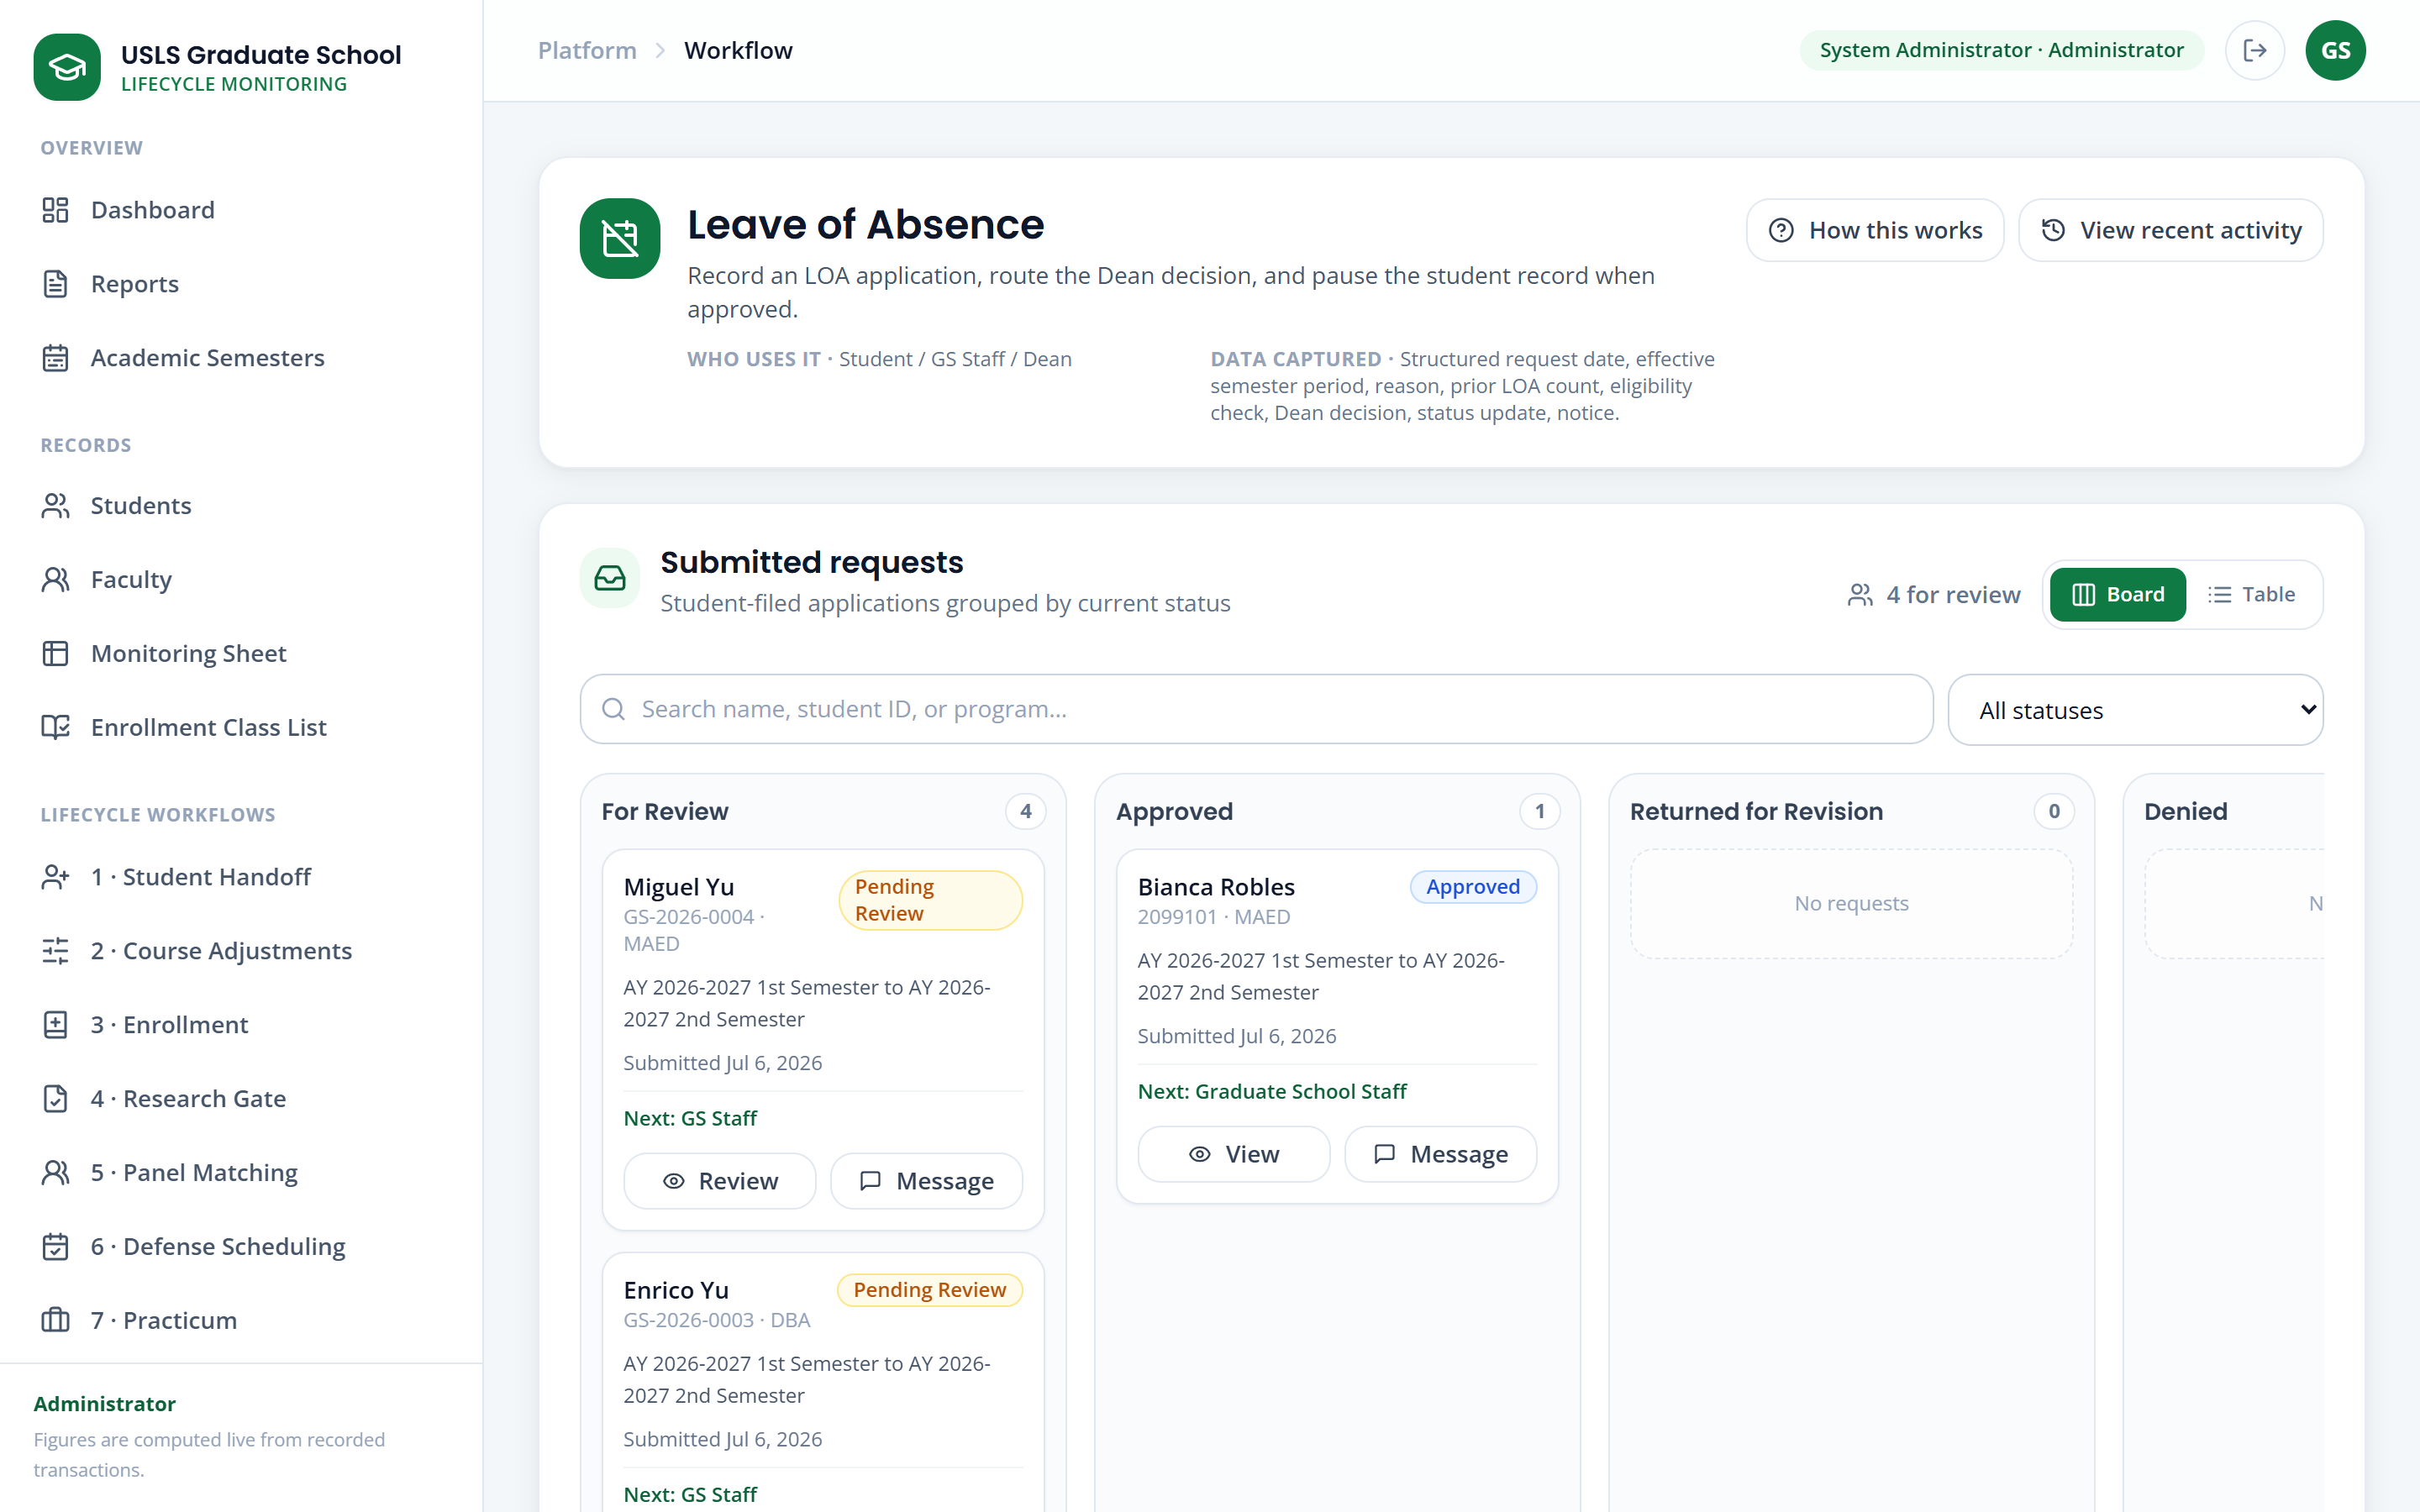 USLS Graduate School
LIFECYCLE MONITORING
OVERVIEW
Dashboard
Reports
Academic Semesters
RECORDS
Students
Faculty
Monitoring Sheet
Enrollment Class List
LIFECYCLE WORKFLOWS
1 · Student Handoff
2 · Course Adjustments
3 · Enrollment
4 · Research Gate
5 · Panel Matching
6 · Defense Scheduling
7 · Practicum
Administrator
Figures are computed live from recorded
transactions.
Platform
Workflow
System Administrator · Administrator
GS
Leave of Absence
Record an LOA application, route the Dean decision, and pause the student record when
approved.
WHO USES IT · Student / GS Staff / Dean
DATA CAPTURED · Structured request date, effective
semester period, reason, prior LOA count, eligibility
check, Dean decision, status update, notice.
How this works
View recent activity
Submitted requests
Student-filed applications grouped by current status
4 for review
Board
Table
Search name, student ID, or program...
All statuses
For Review
4
Miguel Yu
GS-2026-0004 ·
MAED
Pending
Review
AY 2026-2027 1st Semester to AY 2026-
2027 2nd Semester
Submitted Jul 6, 2026
Next: GS Staff
Review
Message
Enrico Yu
GS-2026-0003 · DBA
Pending Review
AY 2026-2027 1st Semester to AY 2026-
2027 2nd Semester
Submitted Jul 6, 2026
Next: GS Staff
Approved
1
Bianca Robles
2099101 · MAED
Approved
AY 2026-2027 1st Semester to AY 2026-
2027 2nd Semester
Submitted Jul 6, 2026
Next: Graduate School Staff
View
Message
Returned for Revision
0
No requests
Denied